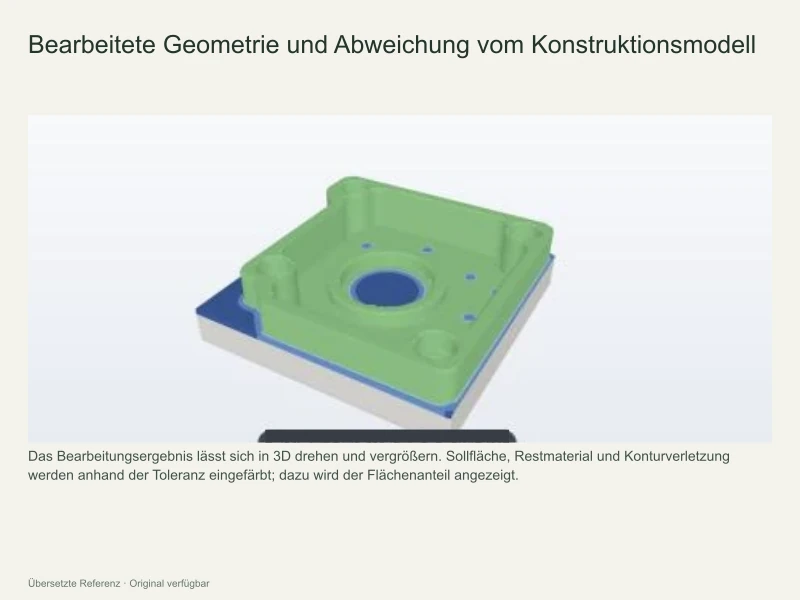 Bearbeitete Geometrie und Abweichung vom Konstruktionsmodell
Das Bearbeitungsergebnis lässt sich in 3D drehen und vergrößern. Sollfläche, Restmaterial und Konturverletzung
werden anhand der Toleranz eingefärbt; dazu wird der Flächenanteil angezeigt.
Übersetzte Referenz · Original verfügbar